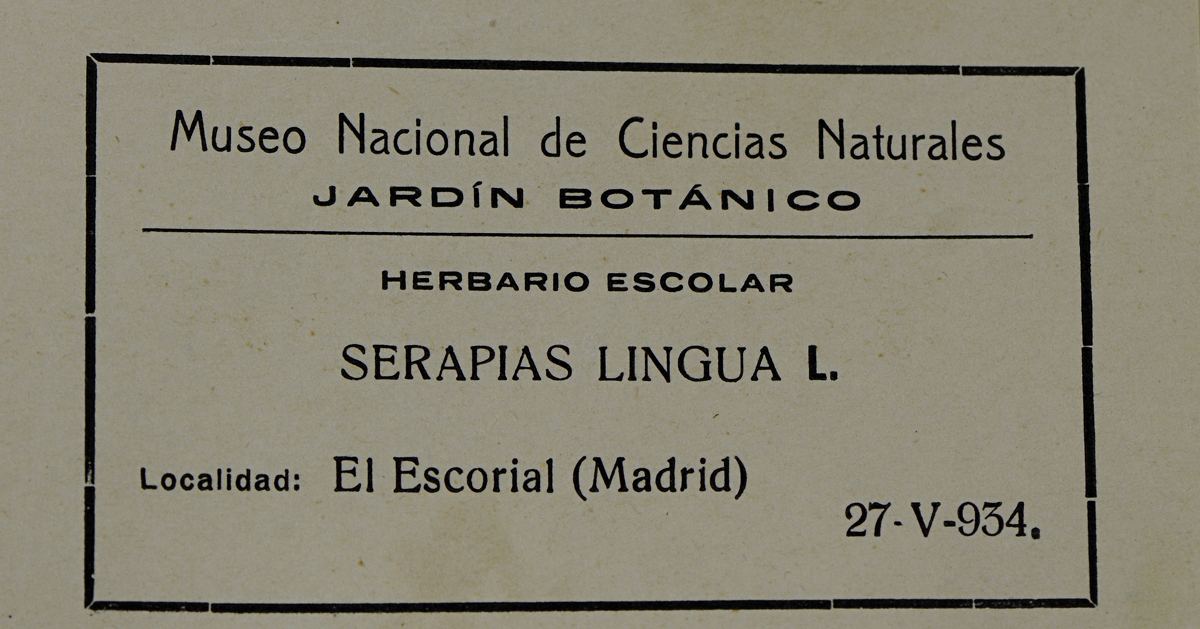 Museo Nacional de Ciencias Naturales
JARDÍN BOTÁNICO
HERBARIO ESCOLAR
SERAPIAS LINGUA L.
Localidad: El Escorial (Madrid)
27-V-934.